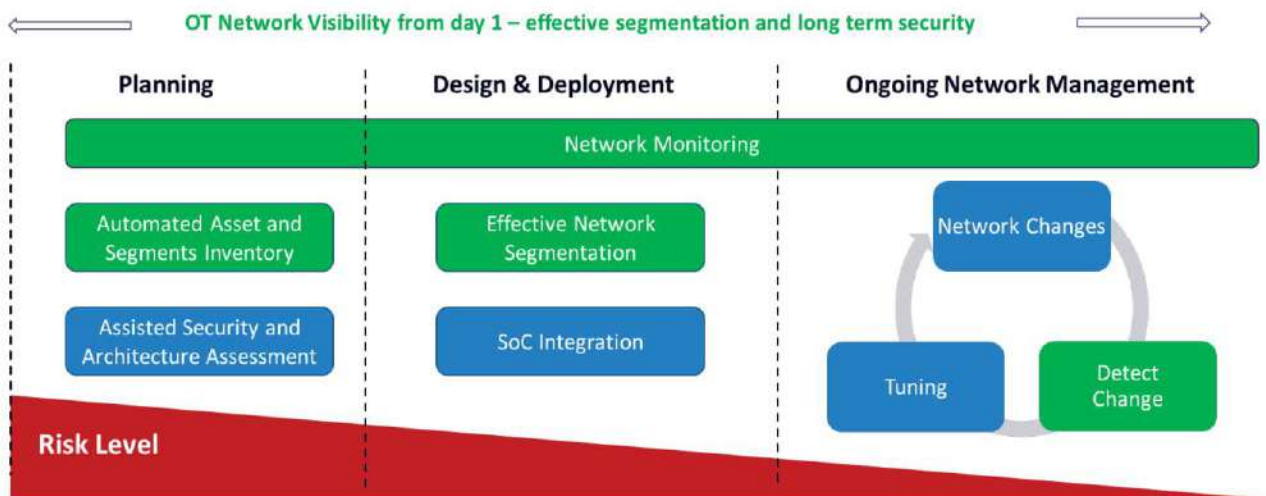 OT Network Visibility from day 1 – effective segmentation and long term security
Planning
Design & Deployment
Ongoing Network Management
Network Monitoring
Automated Asset and
Segments Inventory
Effective Network
Segmentation
Network Changes
Assisted Security and
Architecture Assessment
SoC Integration
Tuning
Detect
Change
Risk Level